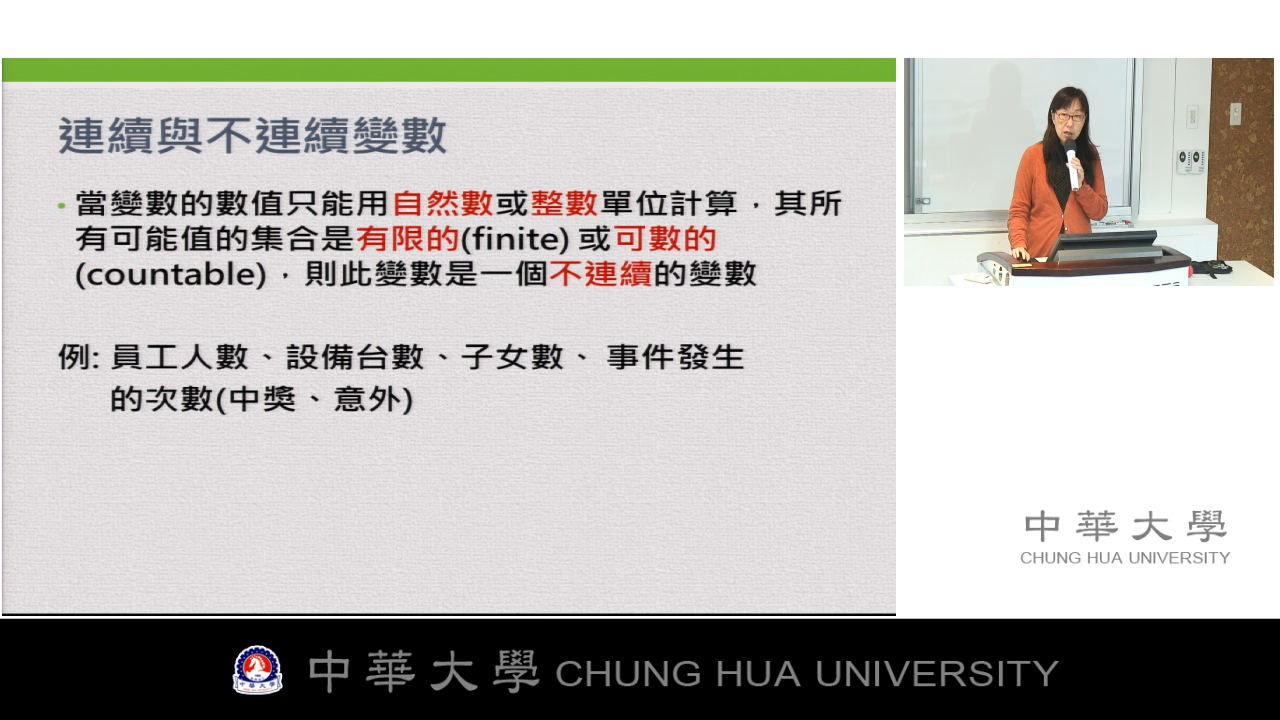 連續與不連續變數
• 當變數的數值只能用自然數或整數單位計算，其所
有可能值的集合是有限的(finite) 或可數的
(countable)，則此變數是一個不連續的變數
例: 員工人數、設備台數、子女數、 事件發生
的次數(中獎、意外)
中華大學
CHUNG HUA UNIVERSITY
中華大學 CHUNG HUA UNIVERSITY